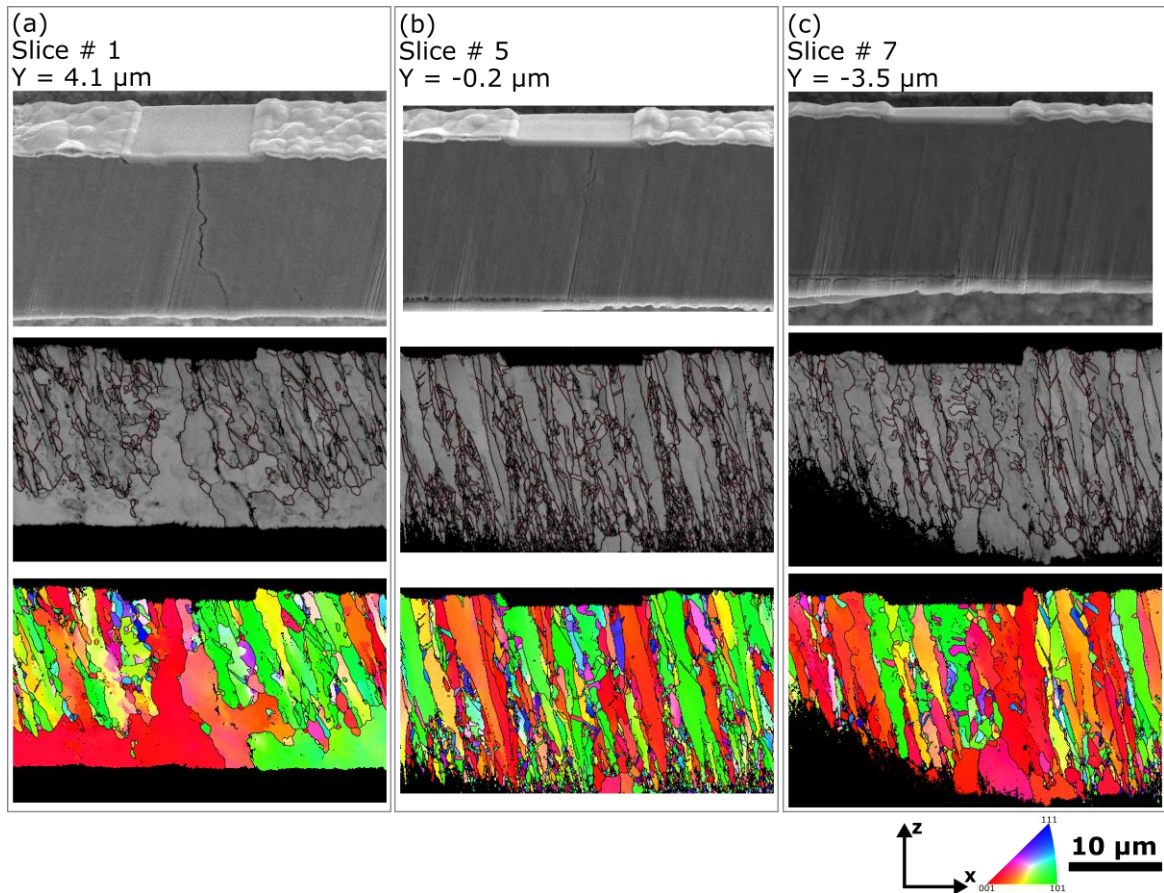 (a)
Slice # 1
Y = 4.1 µm
(b)
Slice # 5
Y = -0.2 µm
(c)
Slice # 7
Y = -3.5 µm
z
x
111
001
101
10 µm